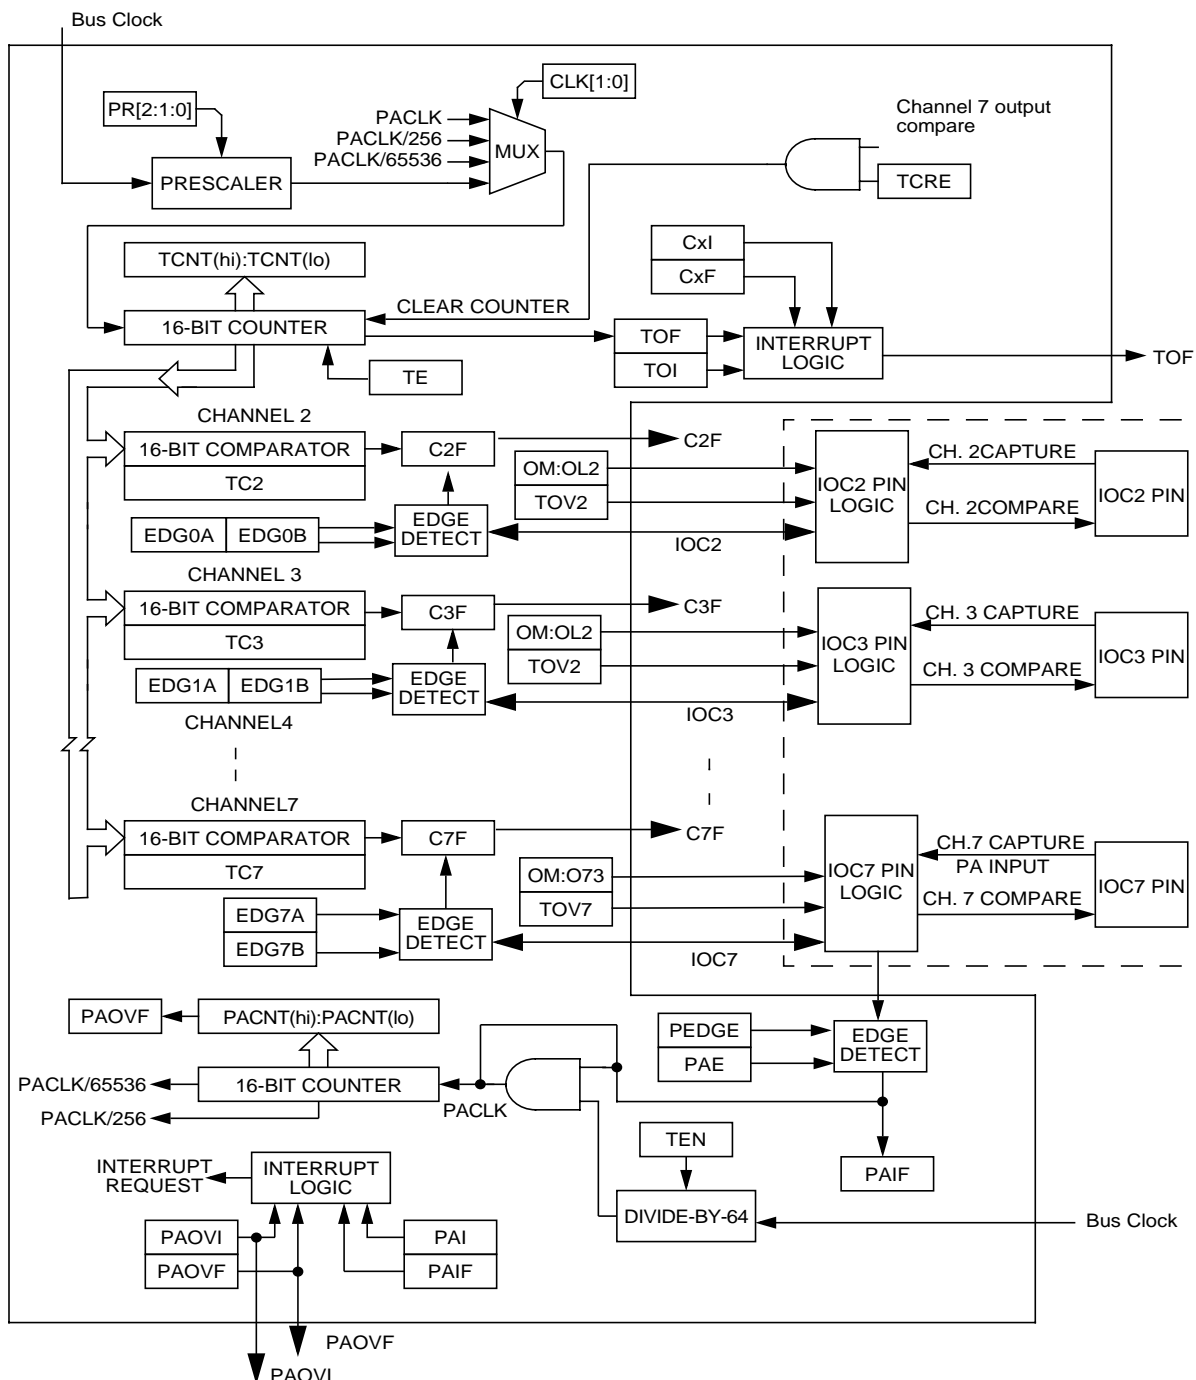 Bus Clock
CLK[1:0]
PR[2:1:0]
PACLK
PACLK/256
PACLK/65536
MUX
PRESCALER
Channel 7 output
compare
TCRE
TCNT(hi):TCNT(lo)
CxI
CxF
CLEAR COUNTER
16-BIT COUNTER
TOF
TOI
INTERRUPT
LOGIC
TOF
TE
CHANNEL 2
16-BIT COMPARATOR
TC2
C2F
C2F
OM:OL2
TOV2
IOC2 PIN
LOGIC
CH. 2CAPTURE
CH. 2COMPARE
IOC2 PIN
EDG0A
EDG0B
EDGE
DETECT
IOC2
CHANNEL 3
16-BIT COMPARATOR
TC3
C3F
C3F
OM:OL2
TOV2
IOC3 PIN
LOGIC
CH. 3 CAPTURE
CH. 3 COMPARE
IOC3 PIN
EDG1A
EDG1B
EDGE
DETECT
IOC3
CHANNEL4
CHANNEL7
16-BIT COMPARATOR
TC7
C7F
C7F
OM:O73
TOV7
IOC7 PIN
LOGIC
CH.7 CAPTURE
PA INPUT
CH. 7 COMPARE
IOC7 PIN
EDG7A
EDG7B
EDGE
DETECT
IOC7
PAOVF
PACNT(hi):PACNT(lo)
PEDGE
PAE
EDGE
DETECT
PACLK/65536
16-BIT COUNTER
PACLK
PACLK/256
TEN
PAIF
INTERRUPT
REQUEST
INTERRUPT
LOGIC
DIVIDE-BY-64
Bus Clock
PAOVI
PAOVF
PAI
PAIF
PAOVF
PAOVI